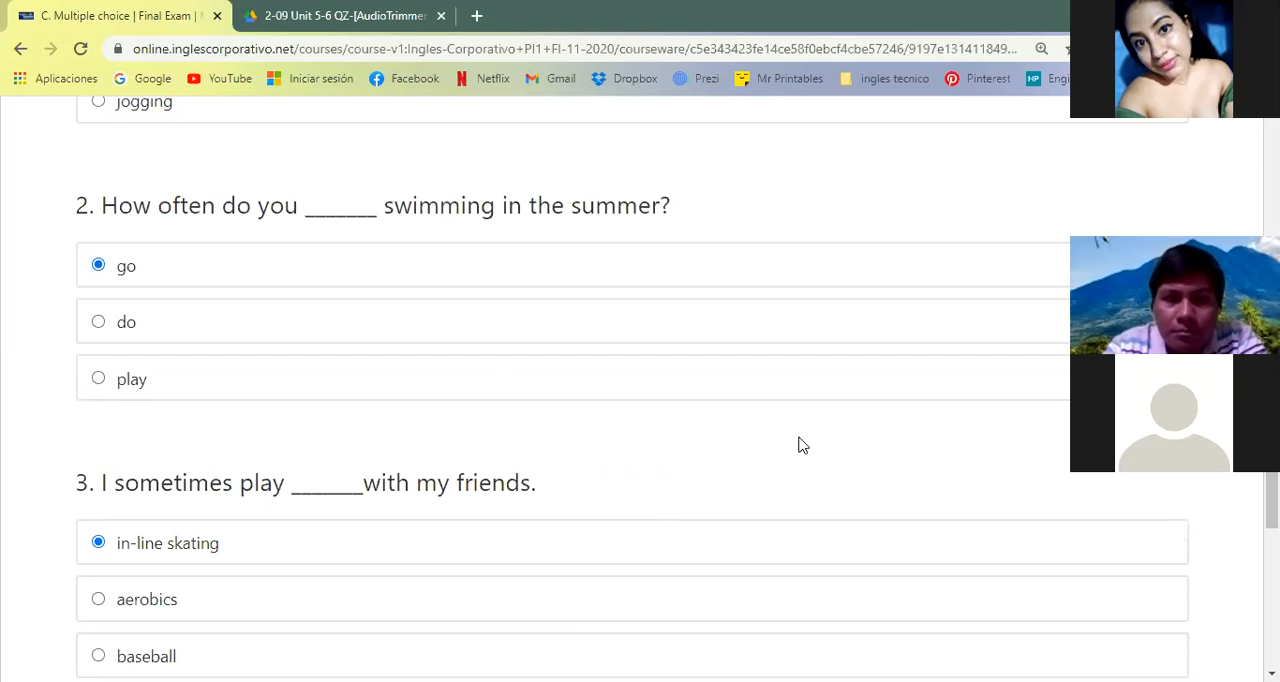 C. Multiple choice | Final Exam |
2-09 Unit 5-6 QZ-[AudioTrimmer
online.inglescorporativo.net/courses/course-v1:Ingles-Corporativo+PI1+FI-11-2020/courseware/c5e343423fe14ce58f0ebcf4cbe57246/9197e131411849...
Aplicaciones Google YouTube Iniciar sesión Facebook Netflix Gmail Dropbox Prezi Mr Printables ingles tecnico Pinterest HP Engi
jogging
2. How often do you _______ swimming in the summer?
go
do
play
3. I sometimes play _______with my friends.
in-line skating
aerobics
baseball